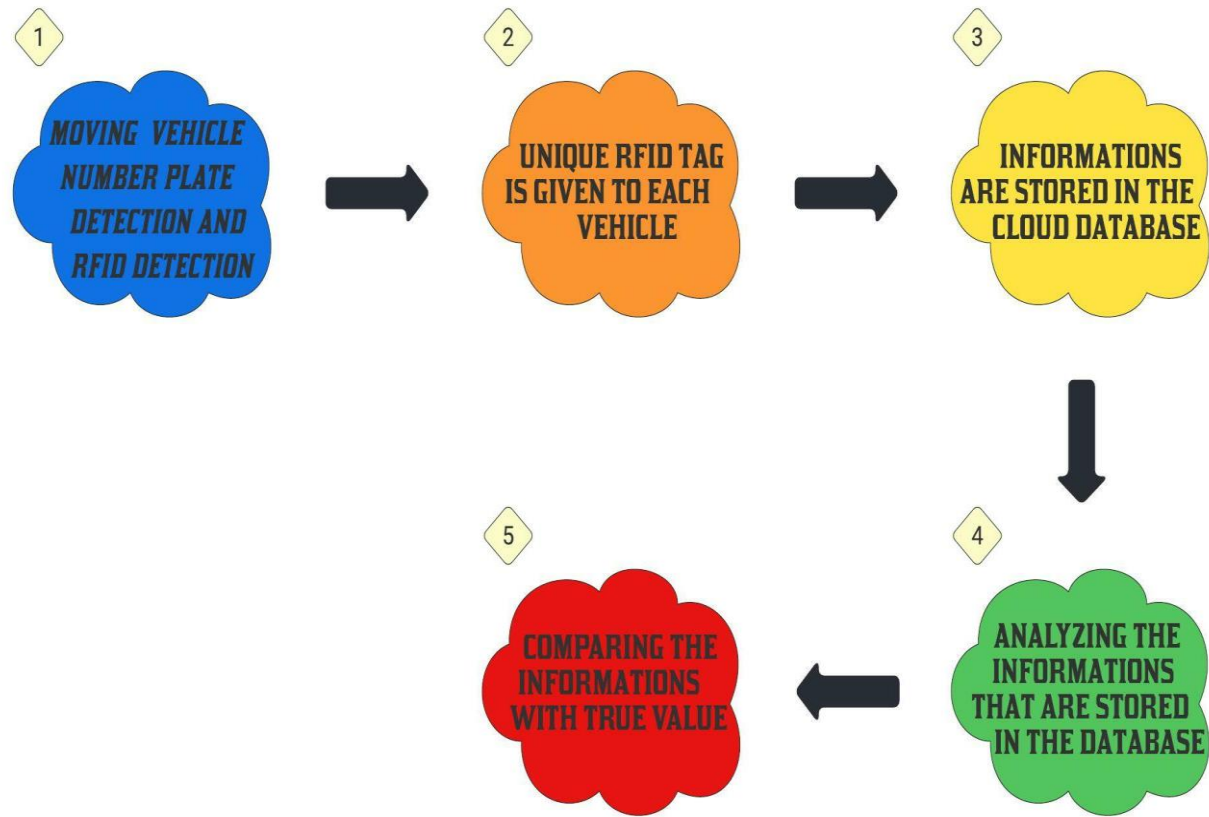 1
MOVING VEHICLE
NUMBER PLATE
DETECTION AND
RFID DETECTION
2
UNIQUE RFID TAG
IS GIVEN TO EACH
VEHICLE
3
INFORMATIONS
ARE STORED IN THE
CLOUD DATABASE
4
ANALYZING THE
INFORMATIONS
THAT ARE STORED
IN THE DATABASE
5
COMPARING THE
INFORMATIONS
WITH TRUE VALUE